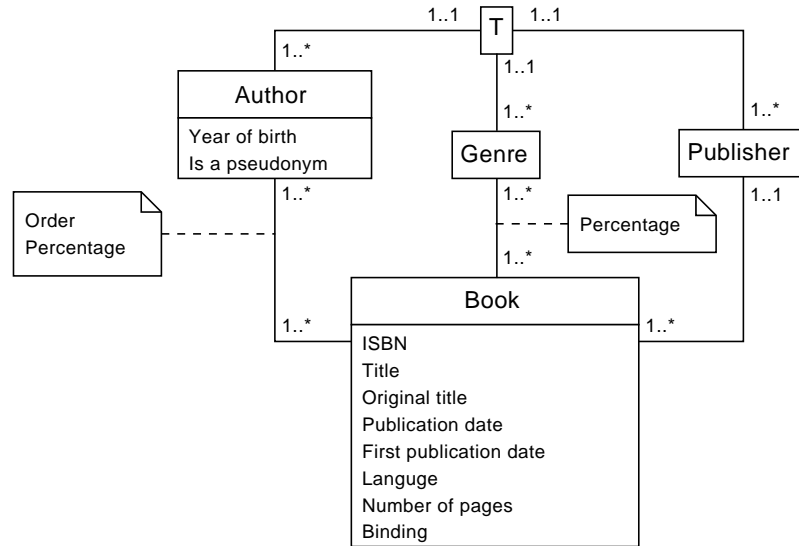 1..1
T
1..1
1..*
1..1
1..*
1..*
Author
Year of birth
Is a pseudonym
Genre
Publisher
1..*
1..*
1..1
Order
Percentage
Percentage
1..*
Book
1..*
1..*
ISBN
Title
Original title
Publication date
First publication date
Languge
Number of pages
Binding